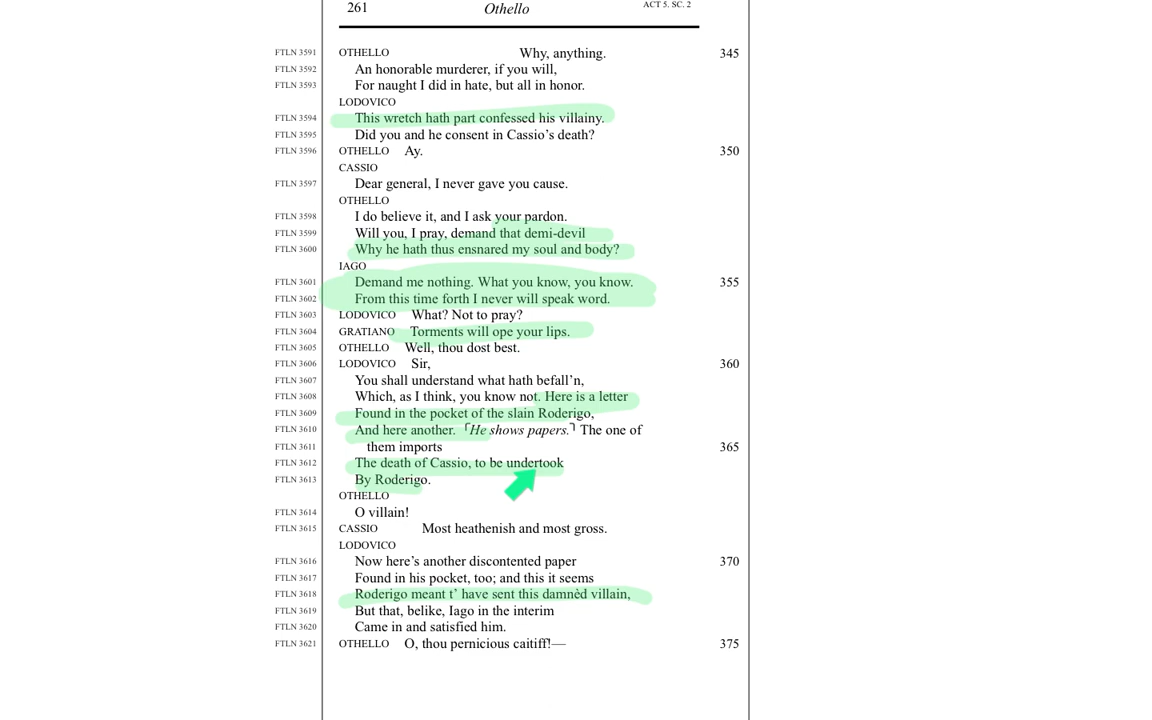 261 Othello ACT 5. SC. 2
FTLN 3591 OTHELLO Why, anything. 345
FTLN 3592 An honorable murderer, if you will,
FTLN 3593 For naught I did in hate, but all in honor.
LODOVICO
FTLN 3594 This wretch hath part confessed his villainy.
FTLN 3595 Did you and he consent in Cassio’s death?
FTLN 3596 OTHELLO Ay. 350
CASSIO
FTLN 3597 Dear general, I never gave you cause.
OTHELLO
FTLN 3598 I do believe it, and I ask your pardon.
FTLN 3599 Will you, I pray, demand that demi-devil
FTLN 3600 Why he hath thus ensnared my soul and body?
IAGO
FTLN 3601 Demand me nothing. What you know, you know. 355
FTLN 3602 From this time forth I never will speak word.
FTLN 3603 LODOVICO What? Not to pray?
FTLN 3604 GRATIANO Torments will ope your lips.
FTLN 3605 OTHELLO Well, thou dost best.
FTLN 3606 LODOVICO Sir, 360
FTLN 3607 You shall understand what hath befall’n,
FTLN 3608 Which, as I think, you know not. Here is a letter
FTLN 3609 Found in the pocket of the slain Roderigo,
FTLN 3610 And here another. ⌜He shows papers.⌝ The one of
FTLN 3611 them imports 365
FTLN 3612 The death of Cassio, to be undertook
FTLN 3613 By Roderigo.
OTHELLO
FTLN 3614 O villain!
FTLN 3615 CASSIO Most heathenish and most gross.
LODOVICO
FTLN 3616 Now here’s another discontented paper 370
FTLN 3617 Found in his pocket, too; and this it seems
FTLN 3618 Roderigo meant t’ have sent this damnèd villain,
FTLN 3619 But that, belike, Iago in the interim
FTLN 3620 Came in and satisfied him.
FTLN 3621 OTHELLO O, thou pernicious caitiff!— 375